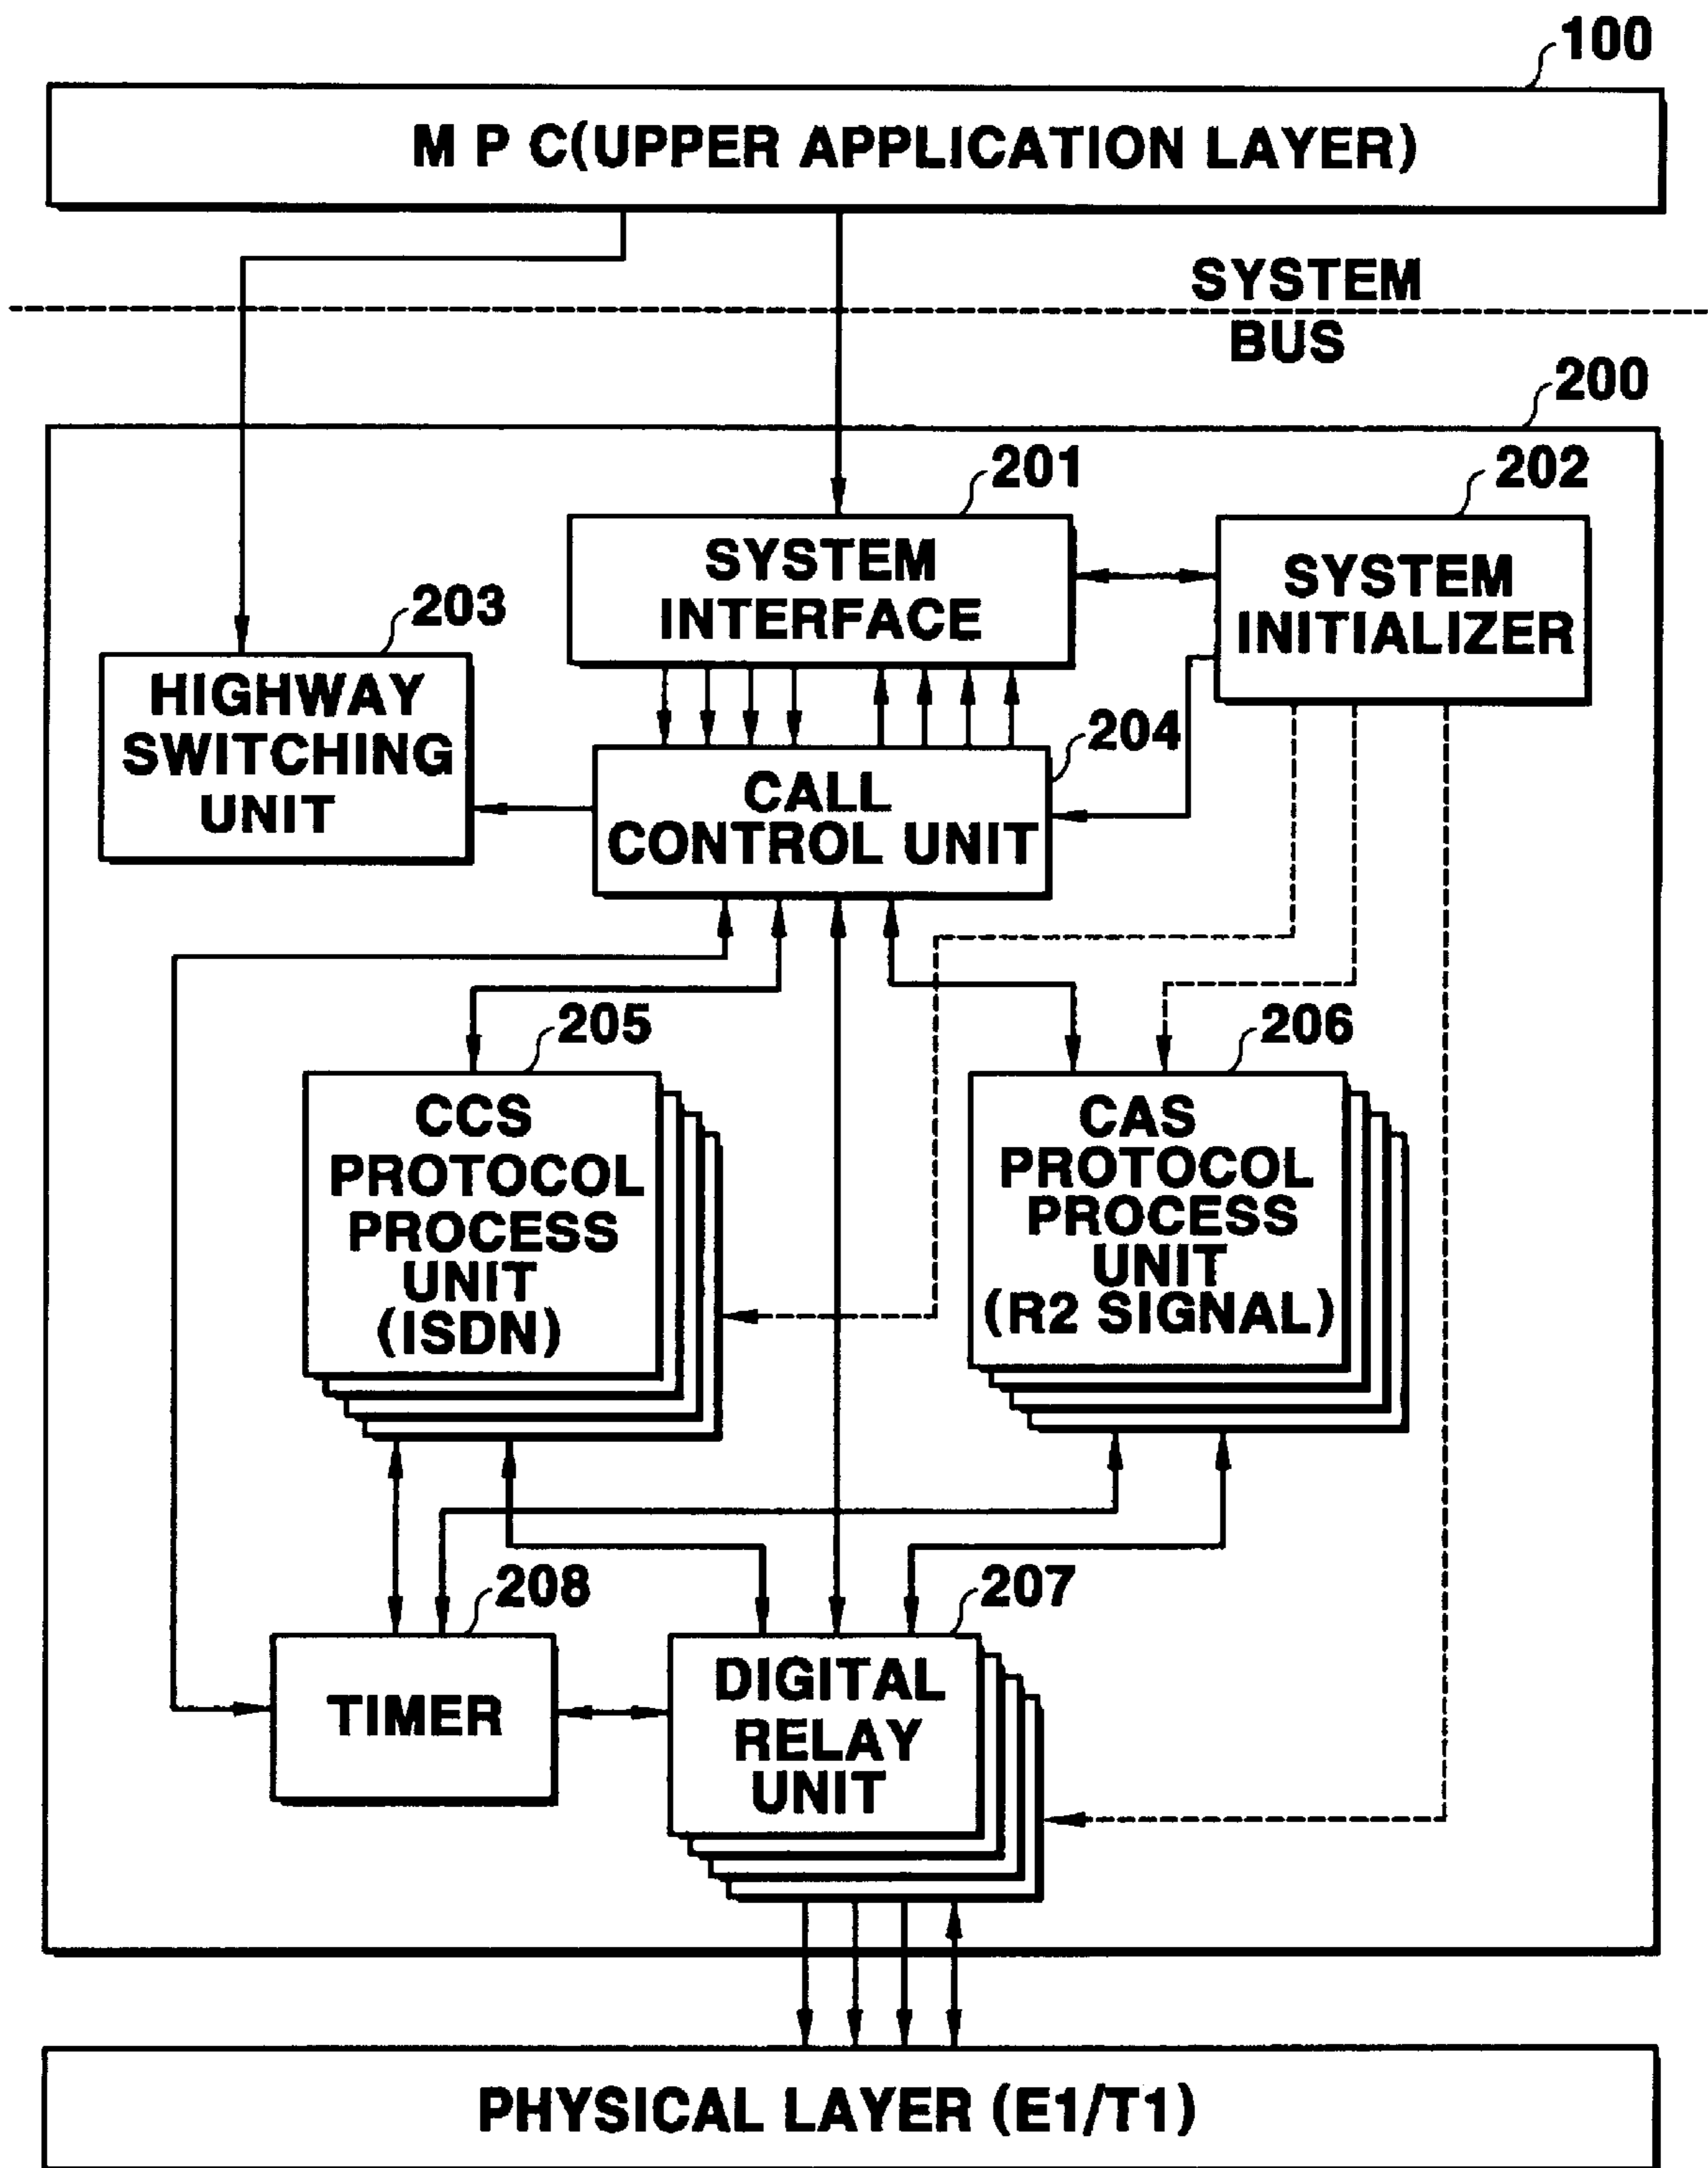 100
M P C(UPPER APPLICATION LAYER)
SYSTEM
BUS
200
201
202
SYSTEM
INTERFACE
SYSTEM
INITIALIZER
203
HIGHWAY
SWITCHING
UNIT
204
CALL
CONTROL UNIT
205
206
CCS
PROTOCOL
PROCESS
UNIT
(ISDN)
CAS
PROTOCOL
PROCESS
UNIT
(R2 SIGNAL)
208
207
TIMER
DIGITAL
RELAY
UNIT
PHYSICAL LAYER (E1/T1)